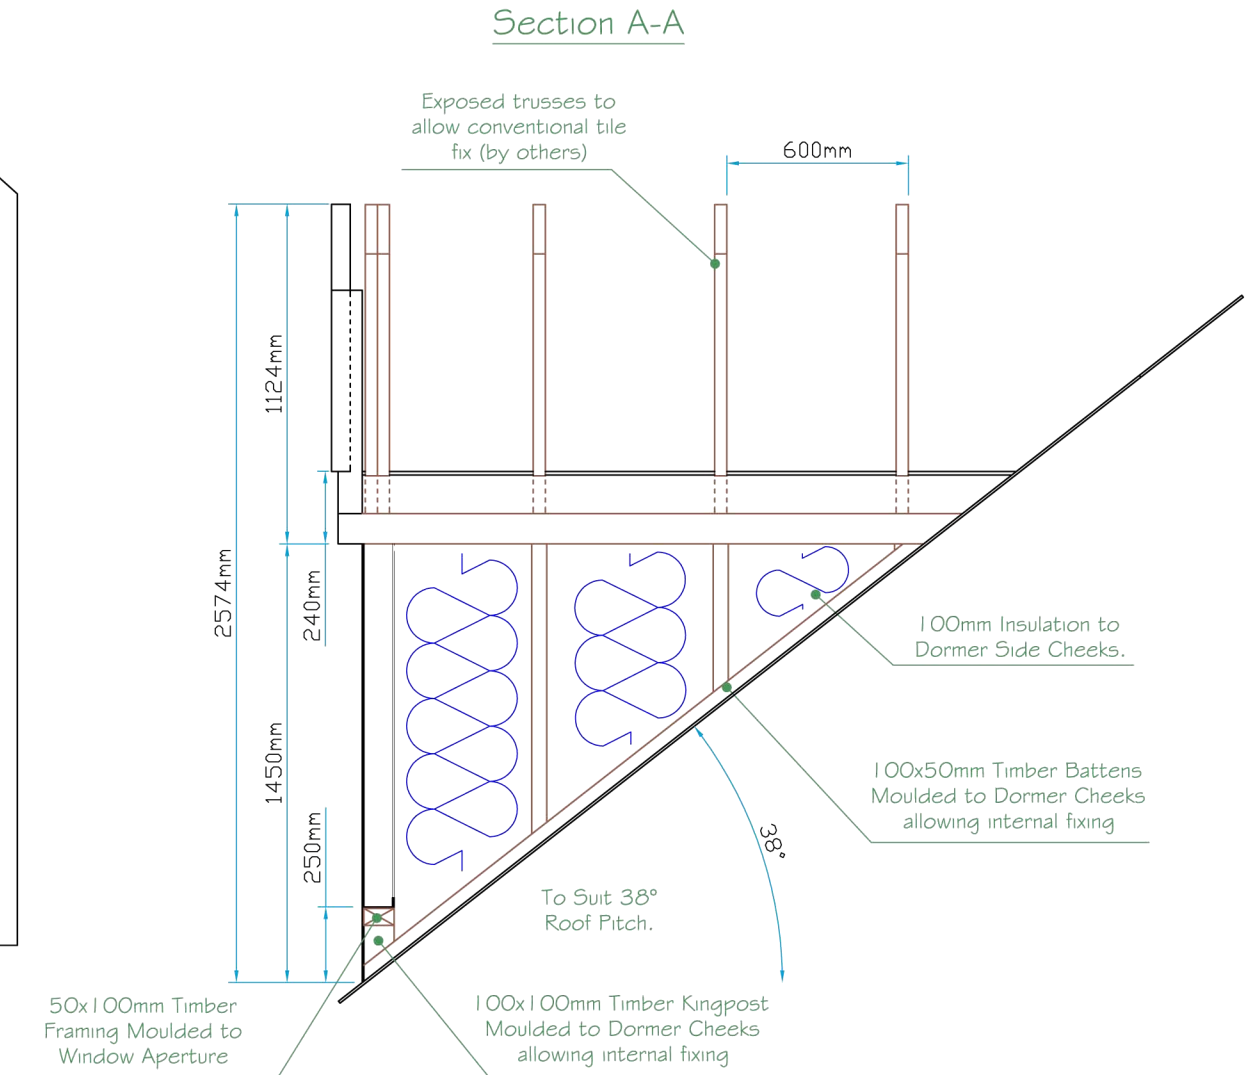 Section A-A
Exposed trusses to
allow conventional tile
fix (by others)
600mm
1124mm
2574mm
240mm
1450mm
250mm
100mm Insulation to
Dormer Side Cheeks.
100x50mm Timber Battens
Moulded to Dormer Cheeks
allowing internal fixing
38°
To Suit 38°
Roof Pitch.
50x100mm Timber
Framing Moulded to
Window Aperture
100x100mm Timber Kingpost
Moulded to Dormer Cheeks
allowing internal fixing